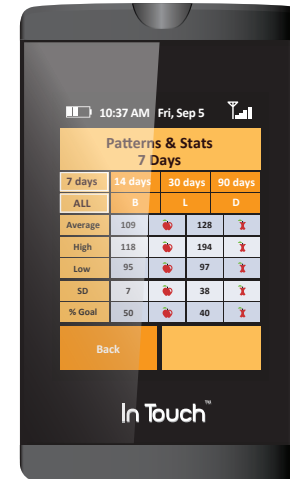 10:37 AM Fri, Sep 5
Patterns & Stats
7 Days
7 days 14 days 30 days 90 days
ALL B L D
Average 109 128
High 118 194
Low 95 97
SD 7 38
% Goal 50 40
Back
In Touch™